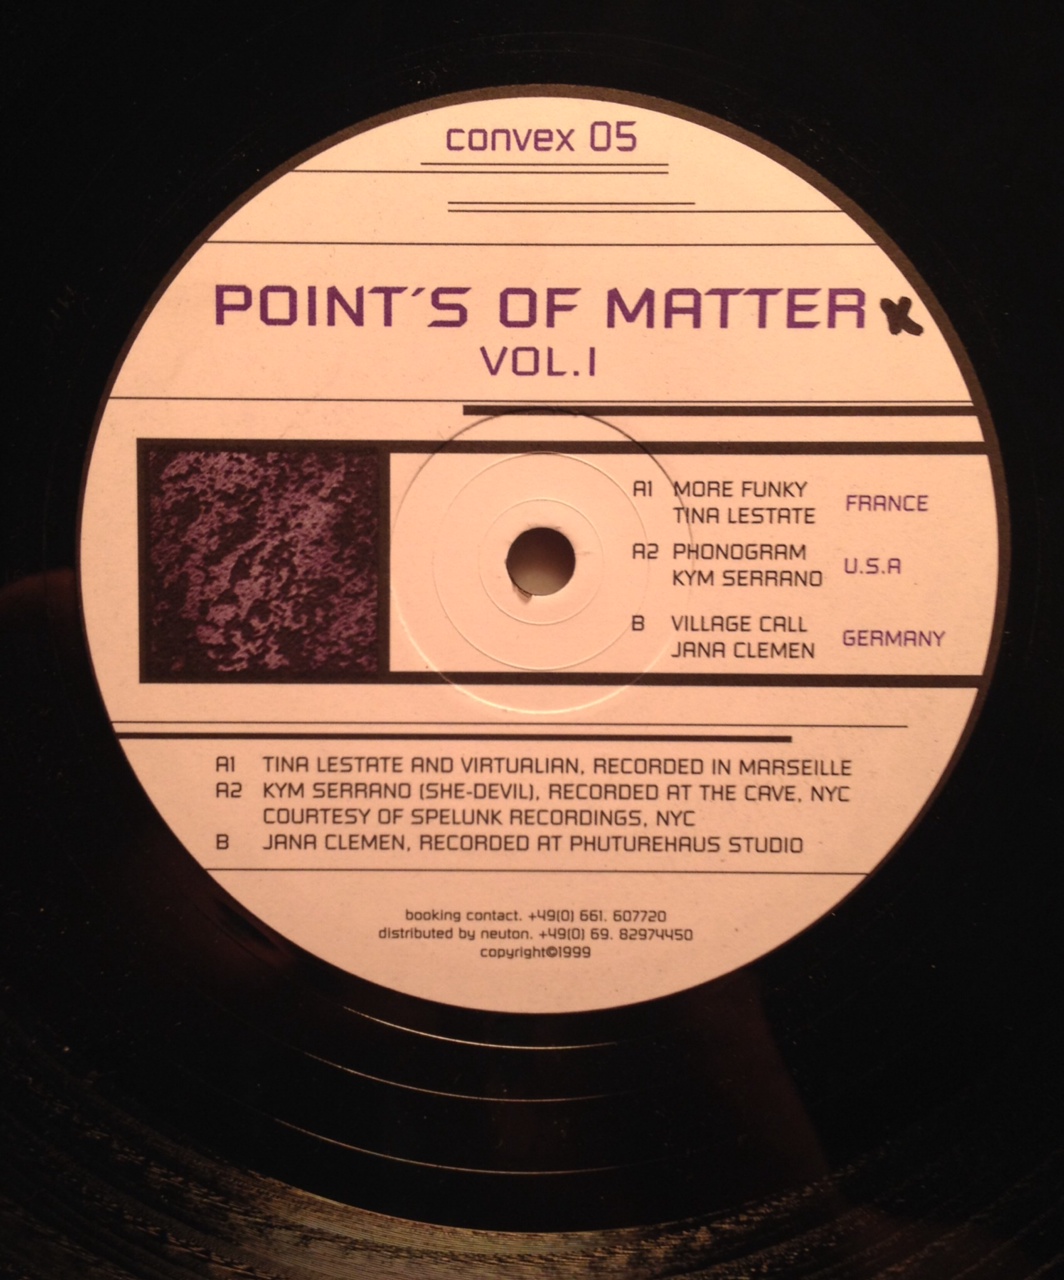 convex 05
POINT´S OF MATTER X
VOL.1
A1 MORE FUNKY
TINA LESTATE
FRANCE
A2 PHONOGRAM
KYM SERRANO
U.S.A
B VILLAGE CALL
JANA CLEMEN
GERMANY
A1 TINA LESTATE AND VIRTUALIAN, RECORDED IN MARSEILLE
A2 KYM SERRANO (SHE-DEVIL), RECORDED AT THE CAVE, NYC
COURTESY OF SPELUNK RECORDINGS, NYC
B JANA CLEMEN, RECORDED AT PHUTUREHAUS STUDIO
booking contact. +49(0) 661. 607720
distributed by neuton. +49(0) 69. 82974450
copyright©1999